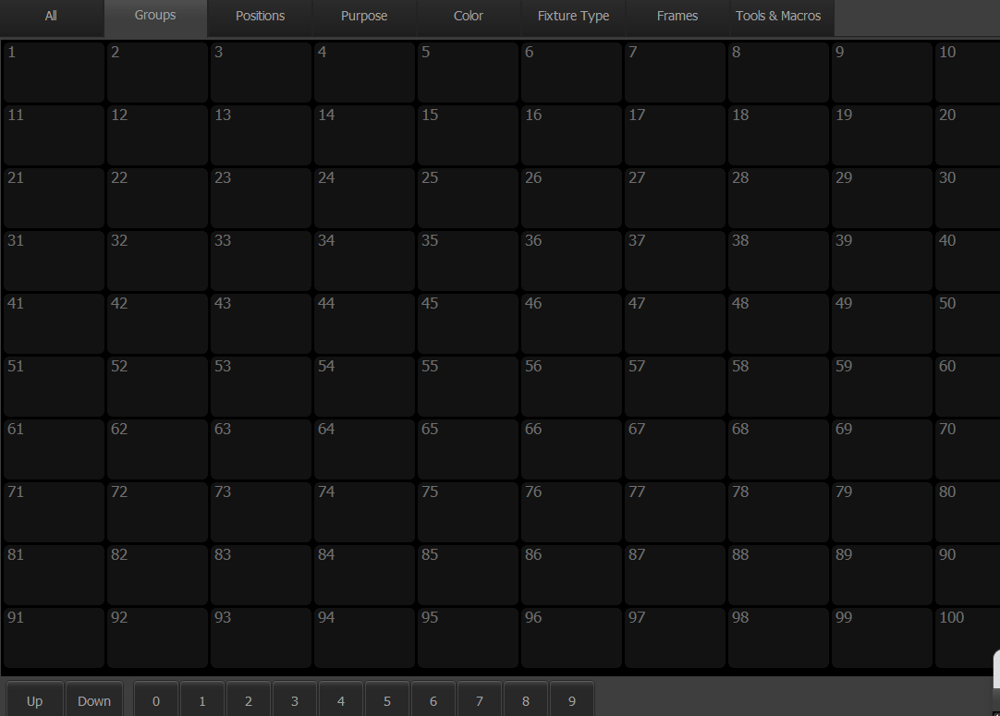 All Groups Positions Purpose Color Fixture Type Frames Tools & Macros
1 2 3 4 5 6 7 8 9 10
11 12 13 14 15 16 17 18 19 20
21 22 23 24 25 26 27 28 29 30
31 32 33 34 35 36 37 38 39 40
41 42 43 44 45 46 47 48 49 50
51 52 53 54 55 56 57 58 59 60
61 62 63 64 65 66 67 68 69 70
71 72 73 74 75 76 77 78 79 80
81 82 83 84 85 86 87 88 89 90
91 92 93 94 95 96 97 98 99 100
Up Down 0 1 2 3 4 5 6 7 8 9